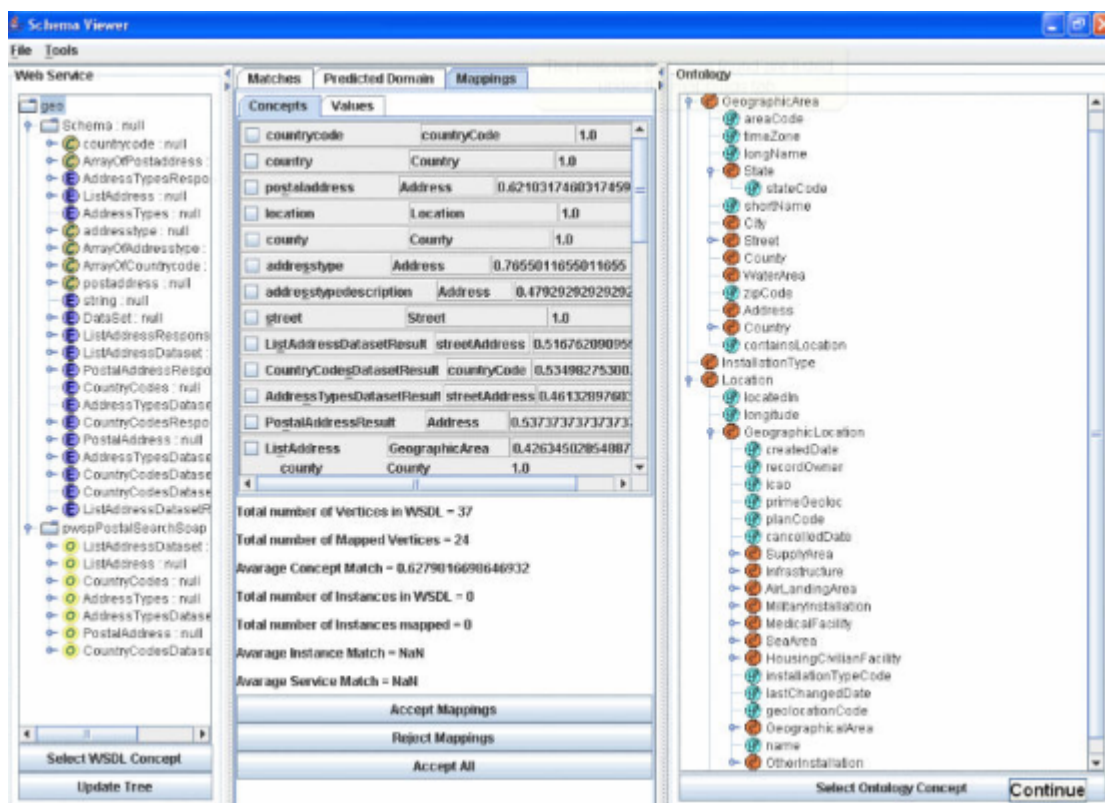 Schema Viewer
File Tools
Web Service
geo
Schema : null
countrycode : null
ArrayOfPostaddress :
AddressTypesRespo
ListAddress : null
AddressTypes : null
addresstype : null
ArrayOfAddresstype :
ArrayOfCountrycode :
postaddress : null
string : null
DataSet : null
ListAddressRespons
ListAddressDataset :
PostalAddressRespo
CountryCodes : null
AddressTypesDatase
CountryCodesRespo
PostalAddress : null
AddressTypesDatase
CountryCodesDatase
CountryCodesDatase
ListAddressDatasetR
pwspPostalSearchSoap
ListAddressDataset :
ListAddress : null
CountryCodes : null
AddressTypes : null
AddressTypesDatase
PostalAddress : null
CountryCodesDatase
Select WSDL Concept
Update Tree
Matches Predicted Domain Mappings
Concepts Values
countrycode countryCode 1.0
country Country 1.0
postaladdress Address 0.6210317460317459
location Location 1.0
county County 1.0
addresstype Address 0.7655011655011655
addresstypedescription Address 0.47929292929292
street Street 1.0
ListAddressDatasetResult streetAddress 0.516762090955
CountryCodesDatasetResult countryCode 0.53498275300
AddressTypesDatasetResult streetAddress 0.4613289760
PostalAddressResult Address 0.5373737373737373
ListAddress GeographicArea 0.426345028548877
county County 1.0
Total number of Vertices in WSDL = 37
Total number of Mapped Vertices = 24
Avarage Concept Match = 0.6279016698646932
Total number of Instances in WSDL = 0
Total number of Instances mapped = 0
Avarage Instance Match = NaN
Avarage Service Match = NaN
Accept Mappings
Reject Mappings
Accept All
Ontology
GeographicArea
areaCode
timeZone
longName
State
stateCode
shortName
City
Street
County
WaterArea
zipCode
Address
Country
containsLocation
InstallationType
Location
locatedIn
longitude
GeographicLocation
createdDate
recordOwner
icao
primeGeoloc
planCode
cancelledDate
SupplyArea
Infrastructure
AirLandingArea
MilitaryInstallation
MedicalFacility
SeaArea
HousingCivilianFacility
installationTypeCode
lastChangedDate
geolocationCode
GeographicalArea
name
OtherInstallation
Select Ontology Concept
Continue